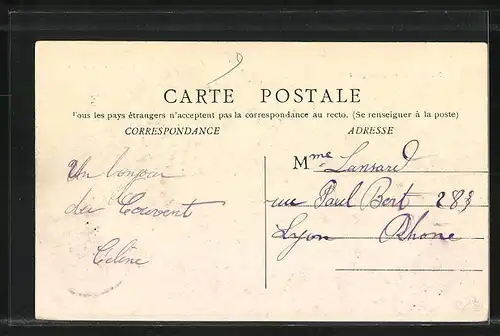 CARTE POSTALE
Tous les pays étrangers n'acceptent pas la correspondance au recto. (Se renseigner à la poste)
CORRESPONDANCE
ADRESSE
Un bonjour
du Couvent
Céline
Mme Lansard
rue Paul Bert 283
Lyon Rhône